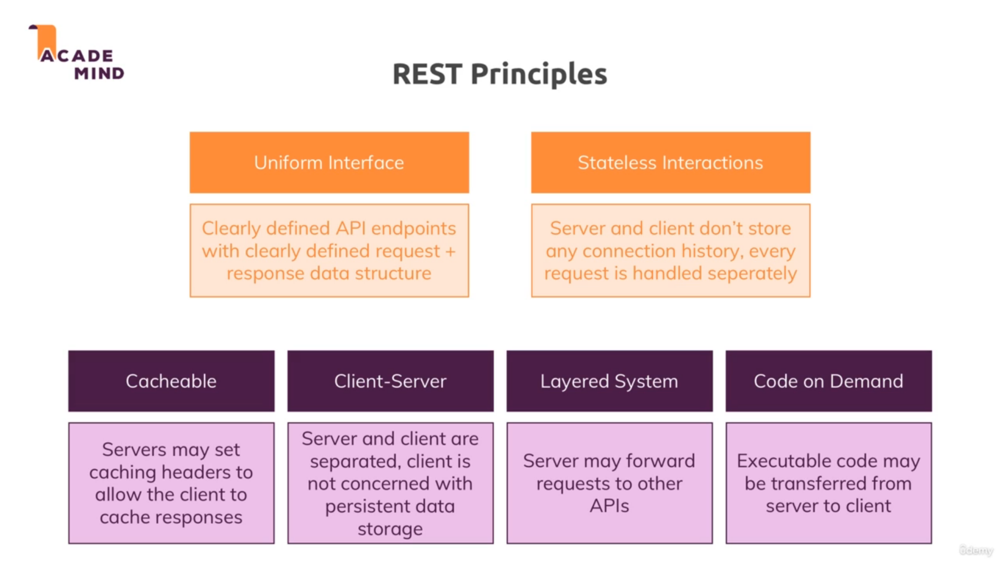 ACADE
MIND
REST Principles
Uniform Interface
Stateless Interactions
Clearly defined API endpoints
with clearly defined request +
response data structure
Server and client don't store
any connection history, every
request is handled seperately
Cacheable
Client-Server
Layered System
Code on Demand
Servers may set
caching headers to
allow the client to
cache responses
Server and client are
separated, client is
not concerned with
persistent data
storage
Server may forward
requests to other
APIs
Executable code may
be transferred from
server to client
ûdemy